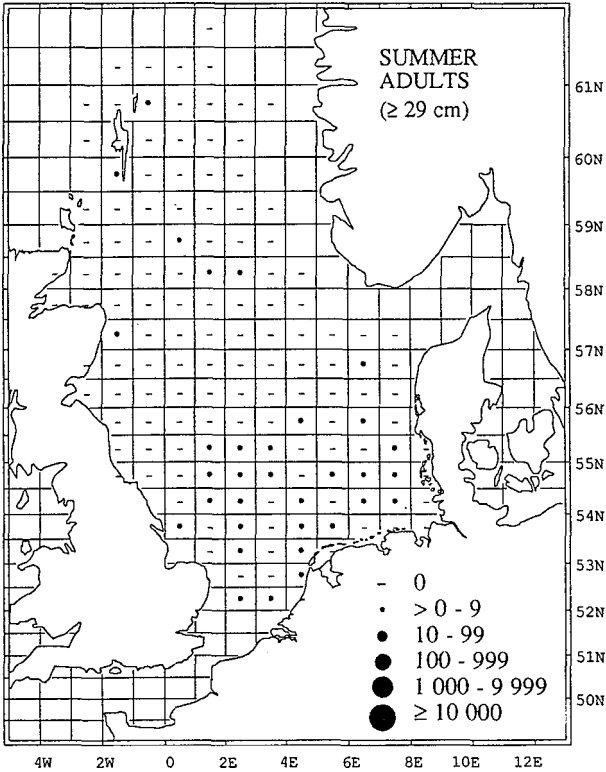 SUMMER
ADULTS
(≥ 29 cm)
61N
60N
59N
58N
57N
56N
55N
54N
53N
52N
51N
50N
- 0
> 0 - 9
10 - 99
100 - 999
1 000 - 9 999
≥ 10 000
4W 2W 0 2E 4E 6E 8E 10E 12E